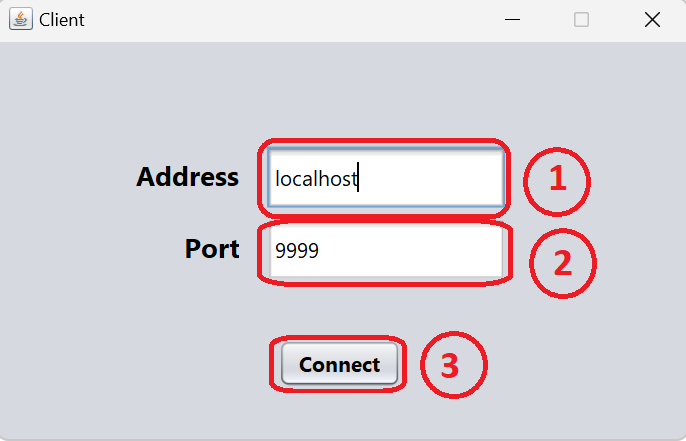 Client
Address localhost 1
Port 9999 2
Connect 3